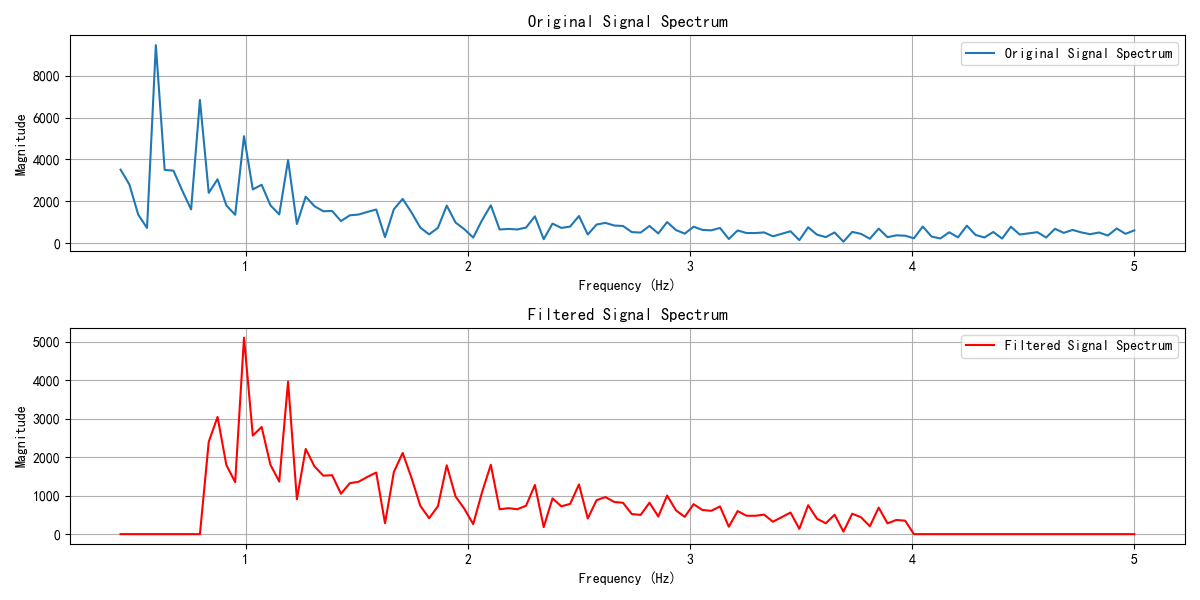 Original Signal Spectrum
Original Signal Spectrum
Magnitude
8000
6000
4000
2000
0
1 2 3 4 5
Frequency (Hz)
Filtered Signal Spectrum
Filtered Signal Spectrum
Magnitude
5000
4000
3000
2000
1000
0
1 2 3 4 5
Frequency (Hz)